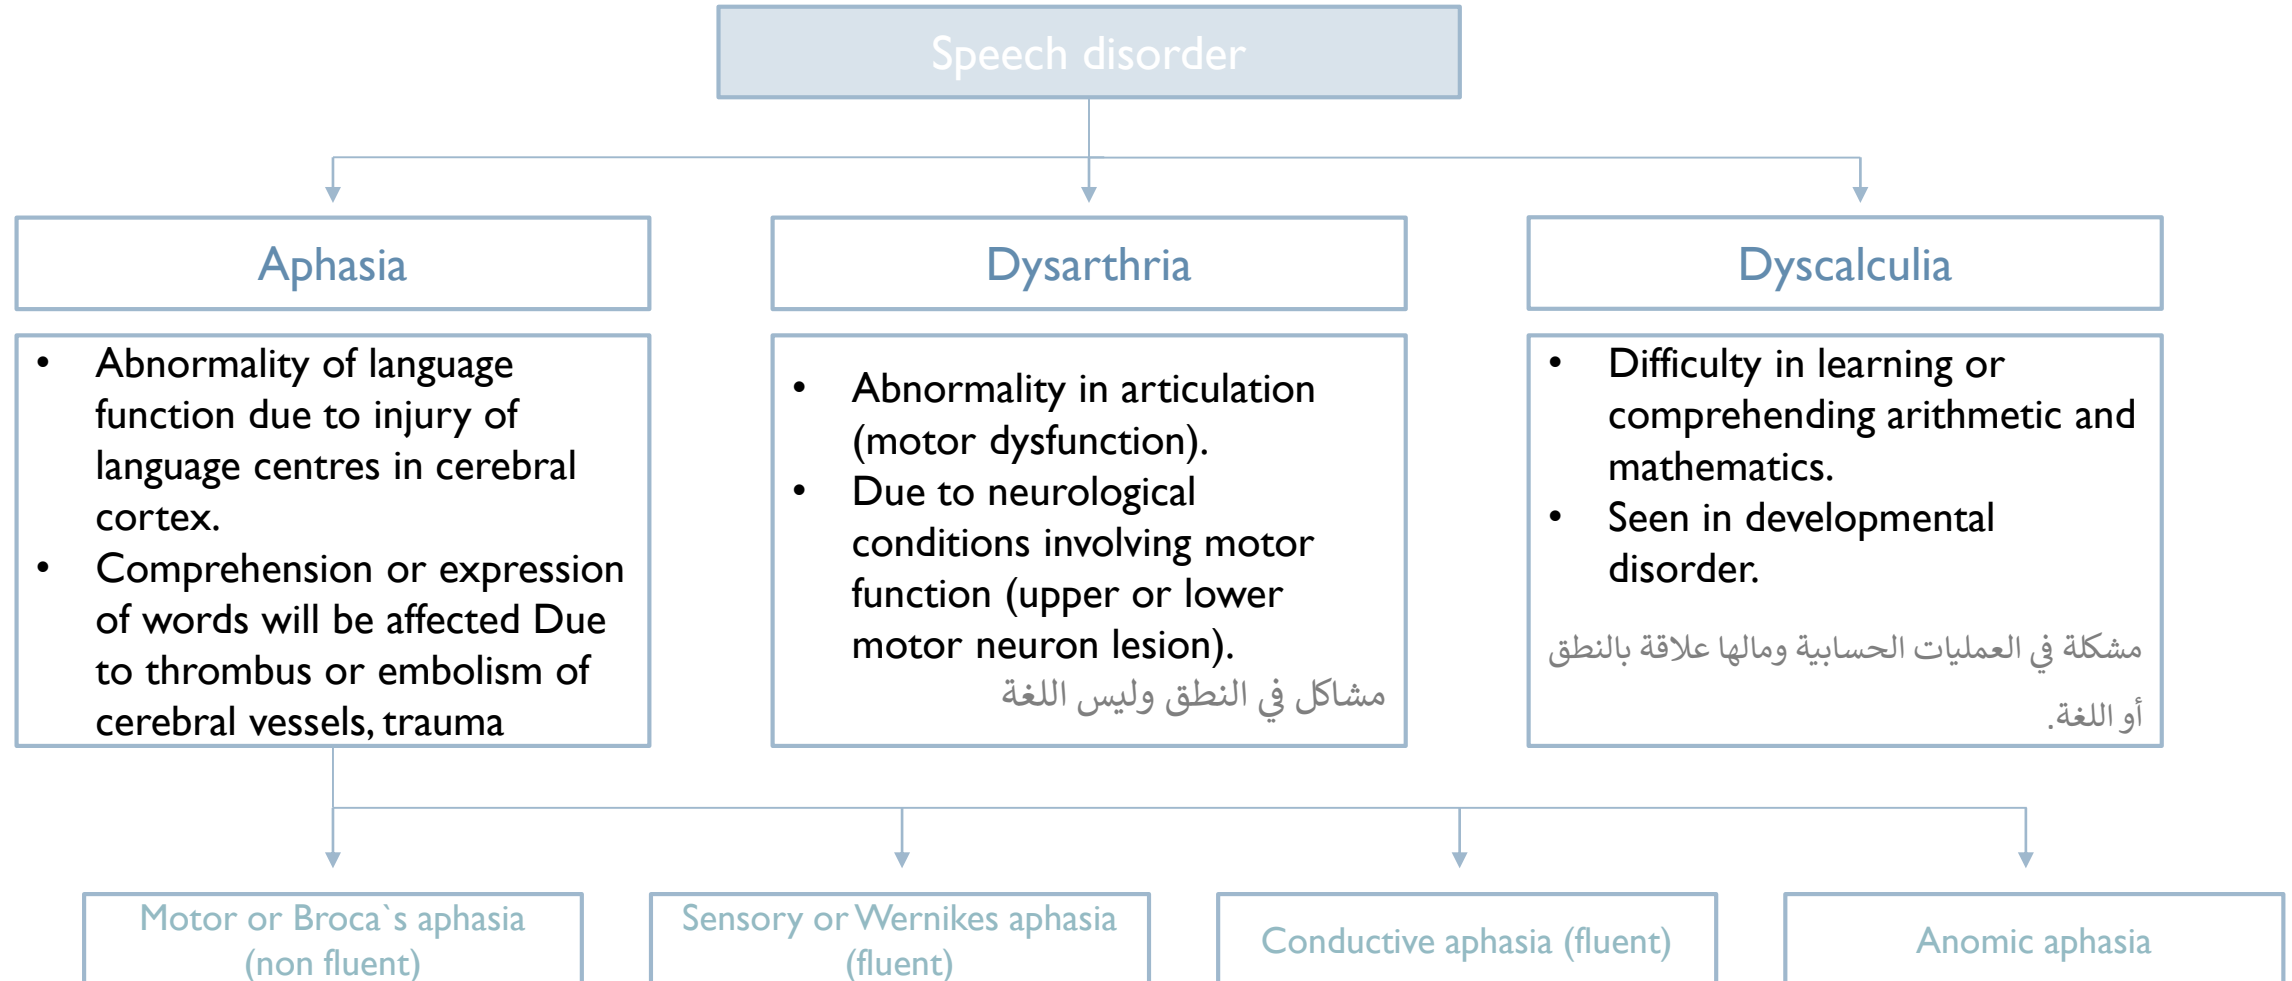 Speech disorder
Aphasia
Dysarthria
Dyscalculia
• Abnormality of language
function due to injury of
language centres in cerebral
cortex.
• Comprehension or expression
of words will be affected Due
to thrombus or embolism of
cerebral vessels, trauma
• Abnormality in articulation
(motor dysfunction).
• Due to neurological
conditions involving motor
function (upper or lower
motor neuron lesion).
مشاكل في النطق وليس اللغة
• Difficulty in learning or
comprehending arithmetic and
mathematics.
• Seen in developmental
disorder.
مشكلة في العمليات الحسابية ومالها علاقة بالنطق
أو اللغة.
Motor or Broca`s aphasia
(non fluent)
Sensory or Wernikes aphasia
(fluent)
Conductive aphasia (fluent)
Anomic aphasia